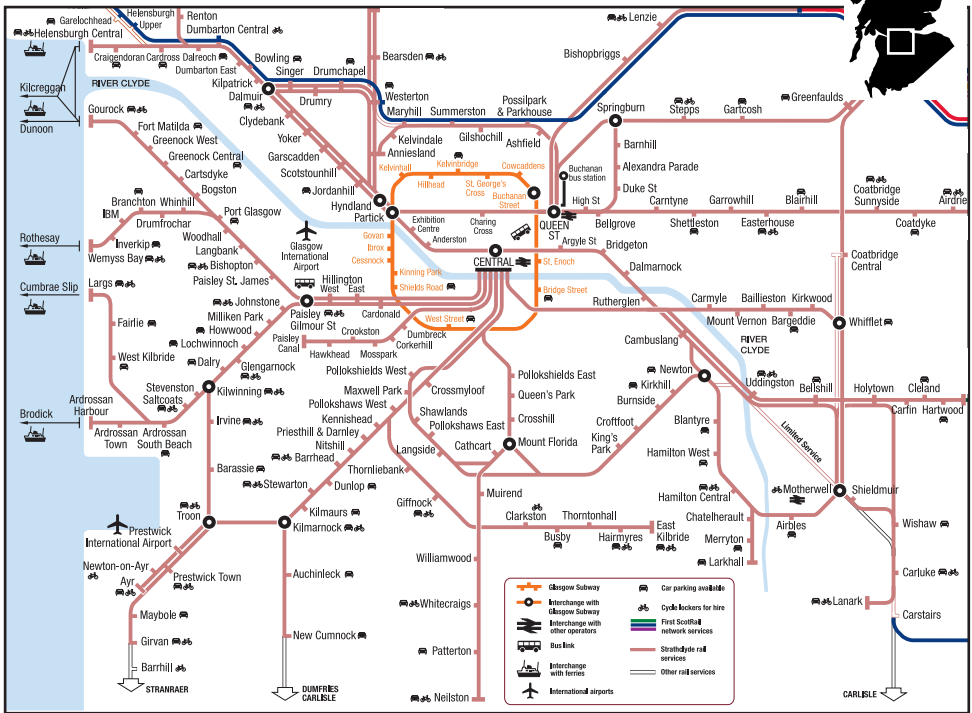 Garelochhead
Helensburgh
Upper
Helensburgh Central
Renton
Dumbarton Central
Craigendoran
Cardross
Dalreoch
Dumbarton East
Bowling
Singer
Drumchapel
Bearsden
Lenzie
Bishopbriggs
RIVER CLYDE
Kilpatrick
Dalmuir
Drumry
Westerton
Maryhill
Summerston
Possilpark
& Parkhouse
Springburn
Stepps
Gartcosh
Greenfaulds
Kilcreggan
Gourock
Dunoon
Clydebank
Yoker
Garscadden
Scotstounhill
Jordanhill
Hyndland
Partick
Kelvindale
Anniesland
Gilshochill
Ashfield
Barnhill
Alexandra Parade
Duke St
Fort Matilda
Greenock West
Greenock Central
Cartsdyke
Bogston
Port Glasgow
Kelvinhall
Hillhead
Kelvinbridge
St. George's
Cross
Cowcaddens
Buchanan
Street
Buchanan
bus station
High St
QUEEN
ST
Bellgrove
Carntyne
Shettleston
Garrowhill
Easterhouse
Blairhill
Coatbridge
Sunnyside
Coatdyke
Airdrie
IBM
Branchton
Whinhill
Drumfrochar
Inverkip
Wemyss Bay
Rothesay
Woodhall
Langbank
Bishopton
Paisley St. James
Glasgow
International
Airport
Govan
Ibrox
Cessnock
Kinning Park
Shields Road
Exhibition
Centre
Anderston
Charing
Cross
CENTRAL
Argyle St
Bridgeton
St. Enoch
Bridge Street
West Street
Dalmarnock
Coatbridge
Central
Cumbrae Slip
Largs
Fairlie
West Kilbride
Johnstone
Milliken Park
Howwood
Lochwinnoch
Dalry
Glengarnock
Kilwinning
Paisley
Gilmour St
Hillington
West
East
Cardonald
Paisley
Canal
Hawkhead
Crookston
Mosspark
Corkerhill
Dumbreck
Rutherglen
Carmyle
Mount Vernon
Baillieston
Bargeddie
Kirkwood
Whifflet
Cambuslang
RIVER
CLYDE
Newton
Uddingston
Bellshill
Holytown
Carfin
Cleland
Hartwood
Stevenston
Saltcoats
Ardrossan
Harbour
Brodick
Ardrossan
Town
Ardrossan
South Beach
Irvine
Barassie
Troon
Pollokshields West
Maxwell Park
Pollokshaws West
Kennishead
Priesthill & Darnley
Nitshill
Barrhead
Stewarton
Dunlop
Kilmaurs
Kilmarnock
Crossmyloof
Shawlands
Pollokshaws East
Cathcart
Langside
Thornliebank
Giffnock
Pollokshields East
Queen's Park
Crosshill
Mount Florida
Kirkhill
Burnside
Croftfoot
King's
Park
Blantyre
Hamilton West
Hamilton Central
Chatelherault
Merryton
Larkhall
Limited Service
Motherwell
Airbles
Shieldmuir
Wishaw
Carluke
Lanark
Carstairs
CARLISLE
Muirend
Clarkston
Busby
Thorntonhall
Hairmyres
East
Kilbride
Williamwood
Whitecraigs
Patterton
Neilston
Prestwick
International Airport
Newton-on-Ayr
Ayr
Prestwick Town
Maybole
Girvan
Barrhill
STRANRAER
Auchinleck
New Cumnock
DUMFRIES
CARLISLE
Glasgow Subway
Interchange with
Glasgow Subway
Interchange with
other operators
Bus link
Interchange
with ferries
International airports
Car parking available
Cycle lockers for hire
First ScotRail
network services
Strathclyde rail
services
Other rail services